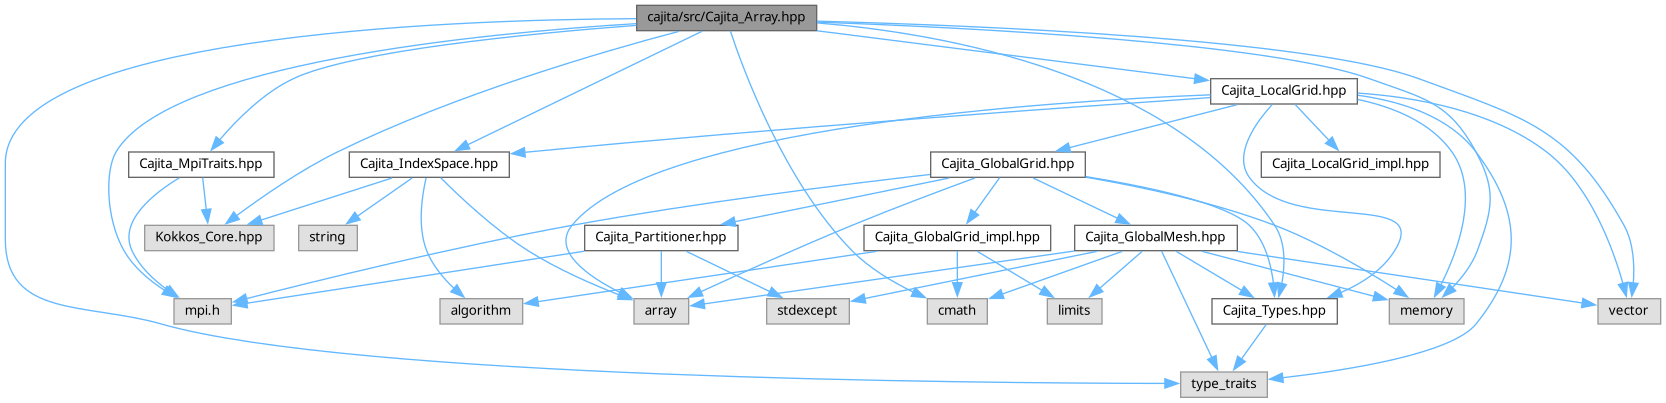 cajita/src/Cajita_Array.hpp
Cajita_LocalGrid.hpp
Cajita_MpiTraits.hpp
Cajita_IndexSpace.hpp
Cajita_GlobalGrid.hpp
Cajita_LocalGrid_impl.hpp
Kokkos_Core.hpp
string
Cajita_Partitioner.hpp
Cajita_GlobalGrid_impl.hpp
Cajita_GlobalMesh.hpp
mpi.h
algorithm
array
stdexcept
cmath
limits
Cajita_Types.hpp
memory
vector
type_traits